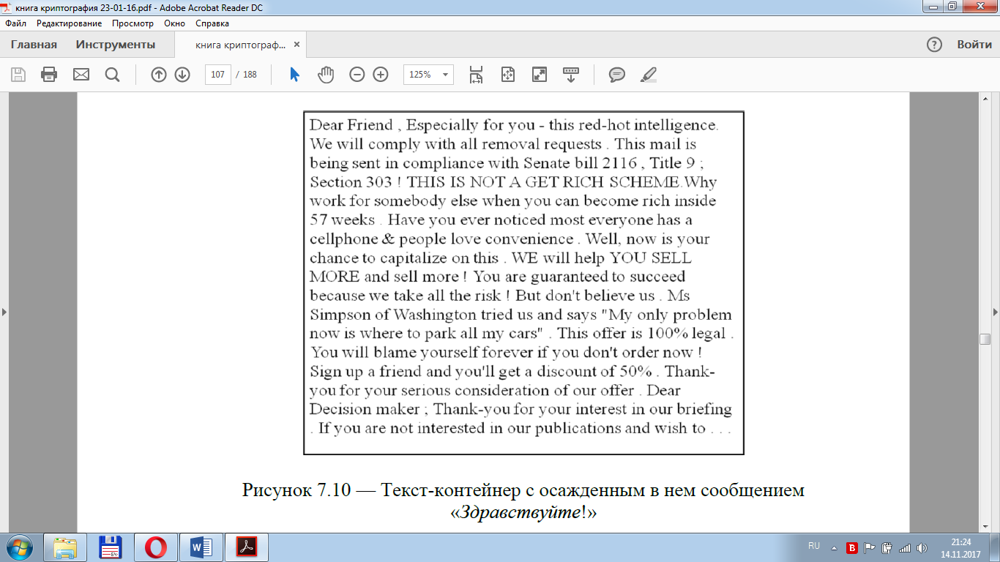 книга криптография 23-01-16.pdf - Adobe Acrobat Reader DC
Файл Редактирование Просмотр Окно Справка
Главная Инструменты книга криптограф... × ? Войти
107 / 188 125%
Dear Friend , Especially for you - this red-hot intelligence.
We will comply with all removal requests . This mail is
being sent in compliance with Senate bill 2116 , Title 9 ;
Section 303 ! THIS IS NOT A GET RICH SCHEME.Why
work for somebody else when you can become rich inside
57 weeks . Have you ever noticed most everyone has a
cellphone & people love convenience . Well, now is your
chance to capitalize on this . WE will help YOU SELL
MORE and sell more ! You are guaranteed to succeed
because we take all the risk ! But don't believe us . Ms
Simpson of Washington tried us and says "My only problem
now is where to park all my cars" . This offer is 100% legal .
You will blame yourself forever if you don't order now !
Sign up a friend and you'll get a discount of 50% . Thank-
you for your serious consideration of our offer . Dear
Decision maker ; Thank-you for your interest in our briefing
. If you are not interested in our publications and wish to . . .
Рисунок 7.10 — Текст-контейнер с осажденным в нем сообщением
«Здравствуйте!»
64
RU
21:24
14.11.2017